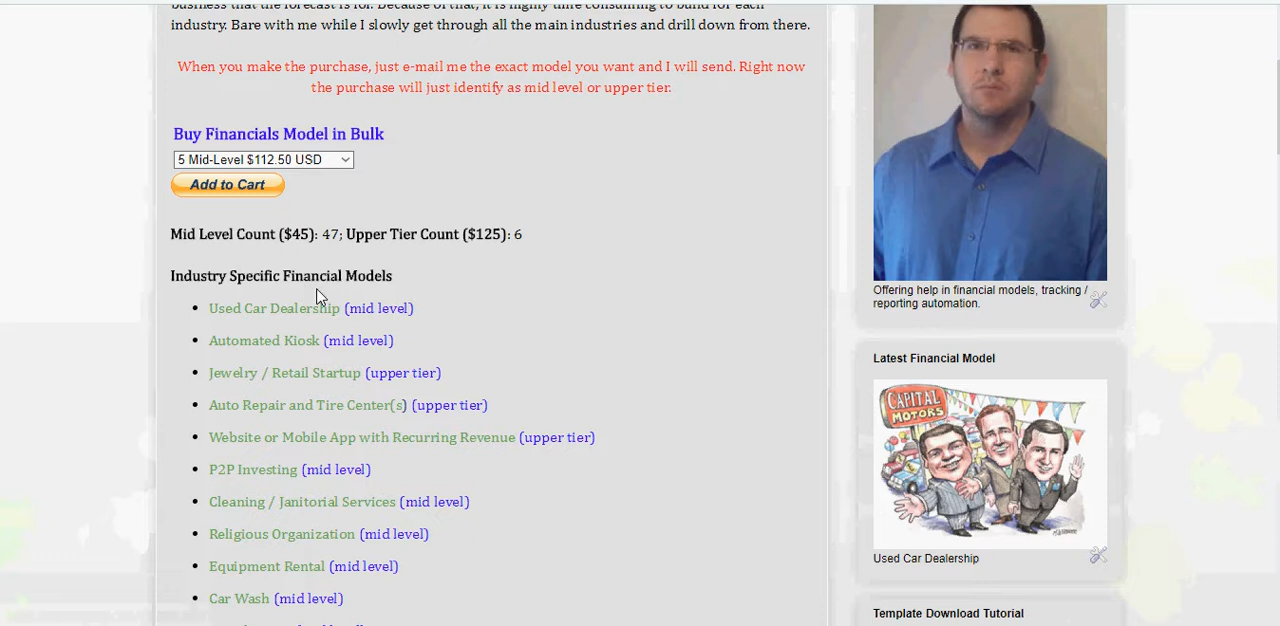 business that the forecast is for. Because of that, it is highly time consuming to build for each
industry. Bare with me while I slowly get through all the main industries and drill down from there.
When you make the purchase, just e-mail me the exact model you want and I will send. Right now
the purchase will just identify as mid level or upper tier.
Buy Financials Model in Bulk
5 Mid-Level $112.50 USD
Add to Cart
Mid Level Count ($45): 47; Upper Tier Count ($125): 6
Industry Specific Financial Models
• Used Car Dealership (mid level)
• Automated Kiosk (mid level)
• Jewelry / Retail Startup (upper tier)
• Auto Repair and Tire Center(s) (upper tier)
• Website or Mobile App with Recurring Revenue (upper tier)
• P2P Investing (mid level)
• Cleaning / Janitorial Services (mid level)
• Religious Organization (mid level)
• Equipment Rental (mid level)
• Car Wash (mid level)
Offering help in financial models, tracking /
reporting automation.
Latest Financial Model
CAPITAL
MOTORS
Used Car Dealership
Template Download Tutorial